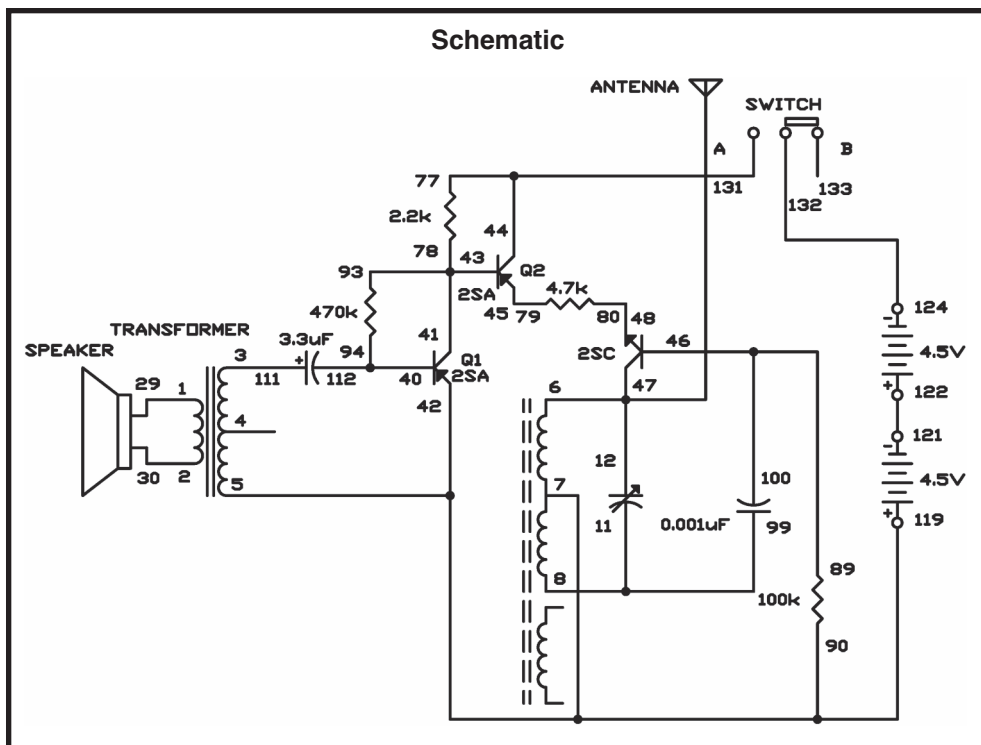 Schematic
ANTENNA
SWITCH
A
B
77
131
133
132
2.2k
44
78
43
Q2
93
2SA
4.7k
124
470k
45
79
80
48
-
TRANSFORMER
3.3uF
41
2SC
46
4.5V
SPEAKER
3
+
94
Q1
2SA
+
122
111
112
40
47
29
1
42
6
121
-
4
12
4.5V
30
2
5
7
100
11
+
119
0.001uF
99
8
89
100k
90